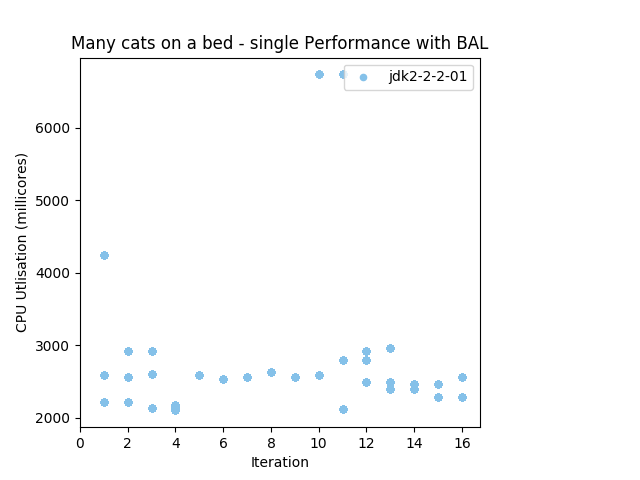 Many cats on a bed - single Performance with BAL
jdk2-2-2-01
6000
5000
4000
3000
2000
CPU Utlisation (millicores)
0 2 4 6 8 10 12 14 16
Iteration